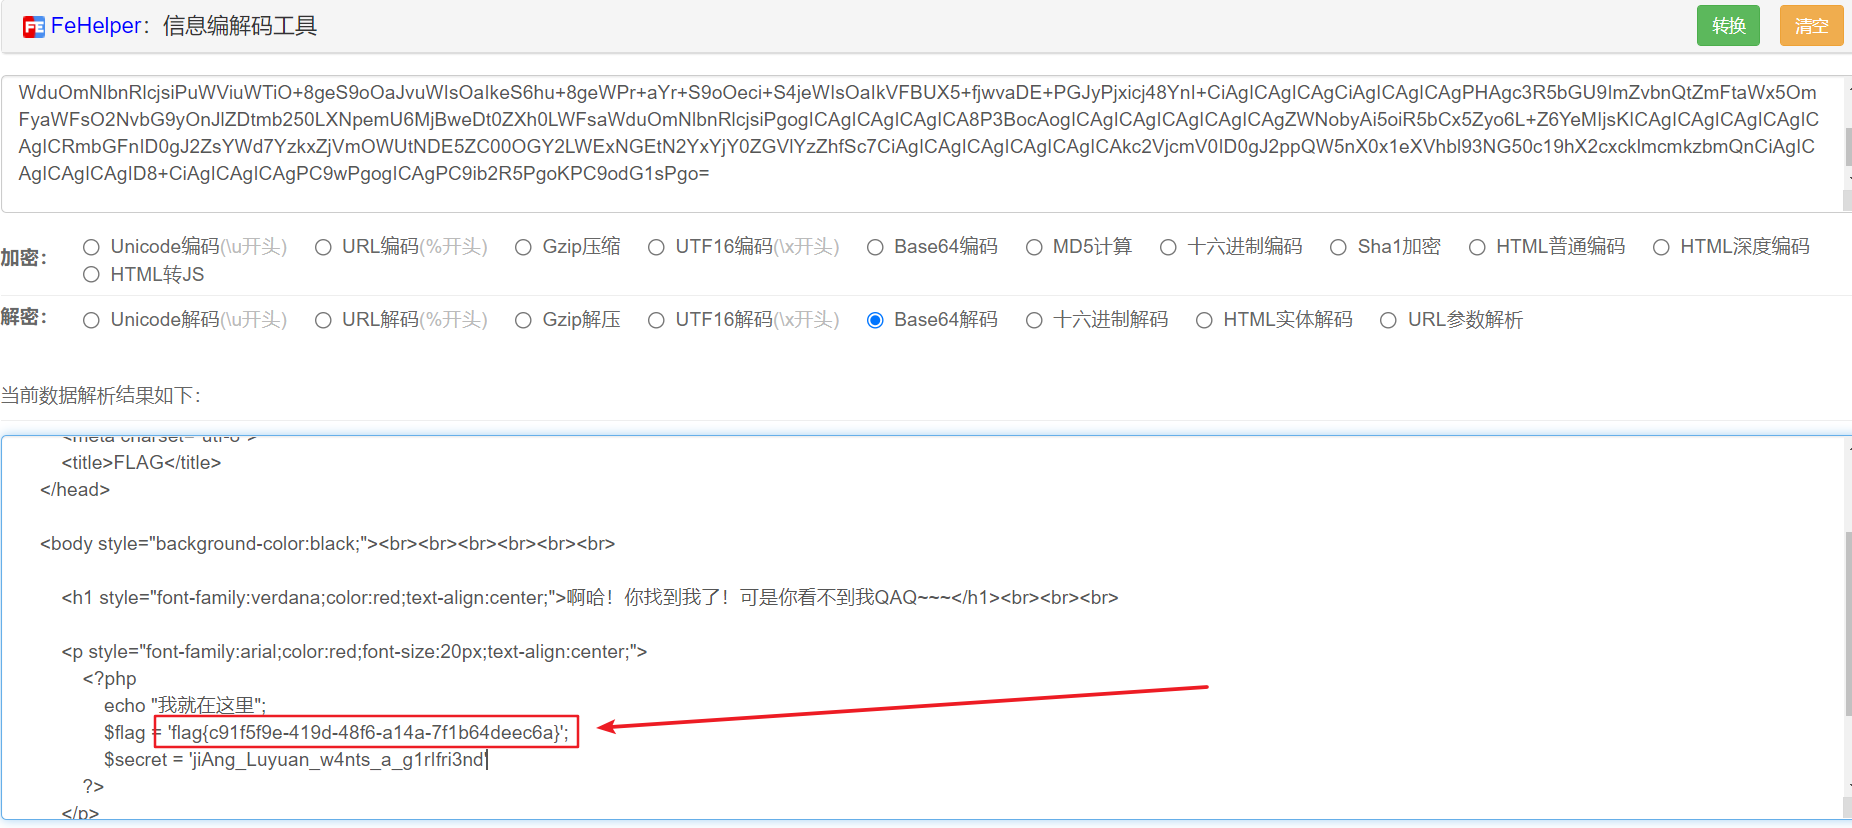 FeHelper：信息编解码工具
转换
清空
WduOmNlbnRlcjsiPuWViuWTiO+8geS9oOaJvuWIsOaIkeS6hu+8geWPr+aYr+S9oOeci+S4jeWIsOaIkVFBUX5+fjwvaDE+PGJyPjxicj48YnI+CiAgICAgICAgCiAgICAgICAgPHAgc3R5bGU9ImZvbnQtZmFtaWx5Om
FyaWFsO2NvbG9yOnJlZDtmb250LXNpemU6MjBweDt0ZXh0LWFsaWduOmNlbnRlcjsiPgogICAgICAgICAgICA8P3BocAogICAgICAgICAgICAgICAgZWNobyAi5oiR5bCx5Zyo6L+Z6YeMIjsKICAgICAgICAgICAgIC
AgICRmbGFnID0gJ2ZsYWd7YzkxZjVmOWUtNDE5ZC00OGY2LWExNGEtN2YxYjY0ZGVlYzZhfSc7CiAgICAgICAgICAgICAgICAkc2VjcmV0ID0gJ2ppQW5nX0x1eXVhbl93NG50c19hX2cxcklmcmkzbmQnCiAgIC
AgICAgICAgID8+CiAgICAgICAgPC9wPgogICAgPC9ib2R5PgoKPC9odG1sPgo=
加密：
Unicode编码(\u开头)
URL编码(%开头)
Gzip压缩
UTF16编码(\x开头)
Base64编码
MD5计算
十六进制编码
Sha1加密
HTML普通编码
HTML深度编码
HTML转JS
解密：
Unicode解码(\u开头)
URL解码(%开头)
Gzip解压
UTF16解码(\x开头)
Base64解码
十六进制解码
HTML实体解码
URL参数解析
当前数据解析结果如下：
<meta charset="utf-8">
<title>FLAG</title>
</head>
<body style="background-color:black;"><br><br><br><br><br><br>
<h1 style="font-family:verdana;color:red;text-align:center;">啊哈！你找到我了！可是你看不到我QAQ~~~</h1><br><br><br>
<p style="font-family:arial;color:red;font-size:20px;text-align:center;">
<?php
echo "我就在这里";
$flag = 'flag{c91f5f9e-419d-48f6-a14a-7f1b64deec6a}';
$secret = 'jiAng_Luyuan_w4nts_a_g1rIfri3nd'
?>
</p>